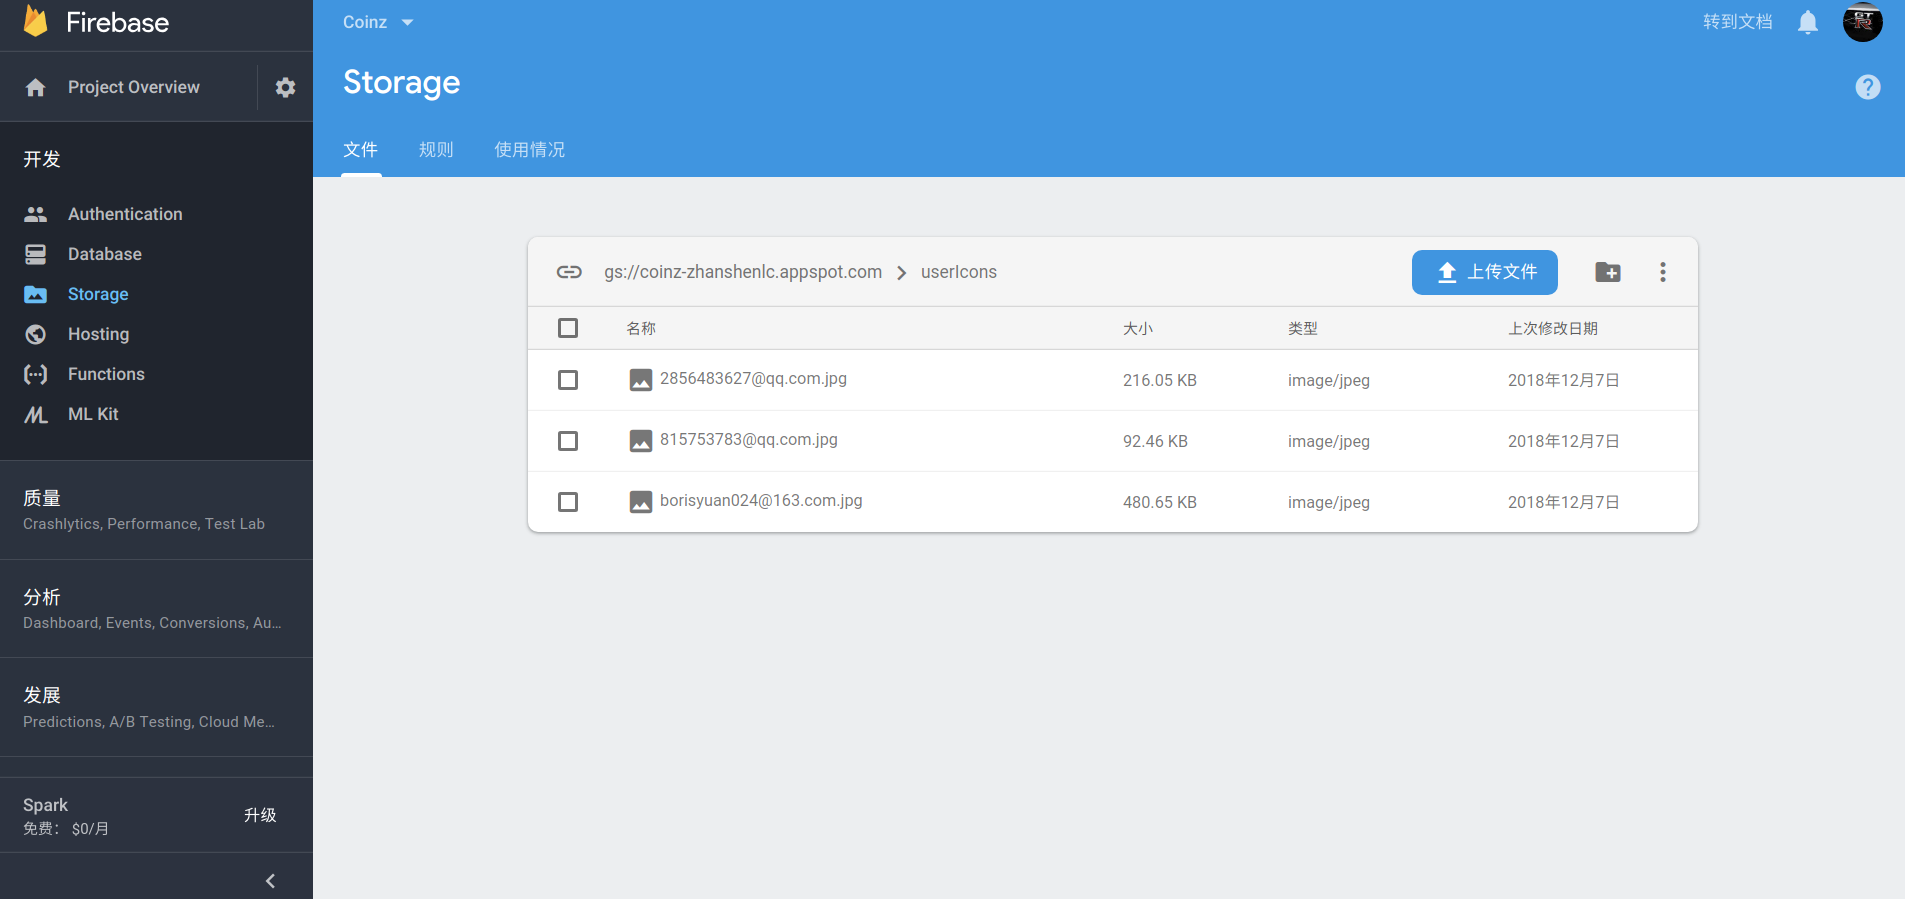 Firebase
Project Overview
开发
Authentication
Database
Storage
Hosting
Functions
ML Kit
质量
Crashlytics, Performance, Test Lab
分析
Dashboard, Events, Conversions, Au...
发展
Predictions, A/B Testing, Cloud Me...
Spark
免费： $0/月
升级
Coinz
转到文档
GT
R
Storage
文件 规则 使用情况
gs://coinz-zhanshenlc.appspot.com > userIcons
上传文件
名称 大小 类型 上次修改日期
2856483627@qq.com.jpg 216.05 KB image/jpeg 2018年12月7日
815753783@qq.com.jpg 92.46 KB image/jpeg 2018年12月7日
borisyuan024@163.com.jpg 480.65 KB image/jpeg 2018年12月7日